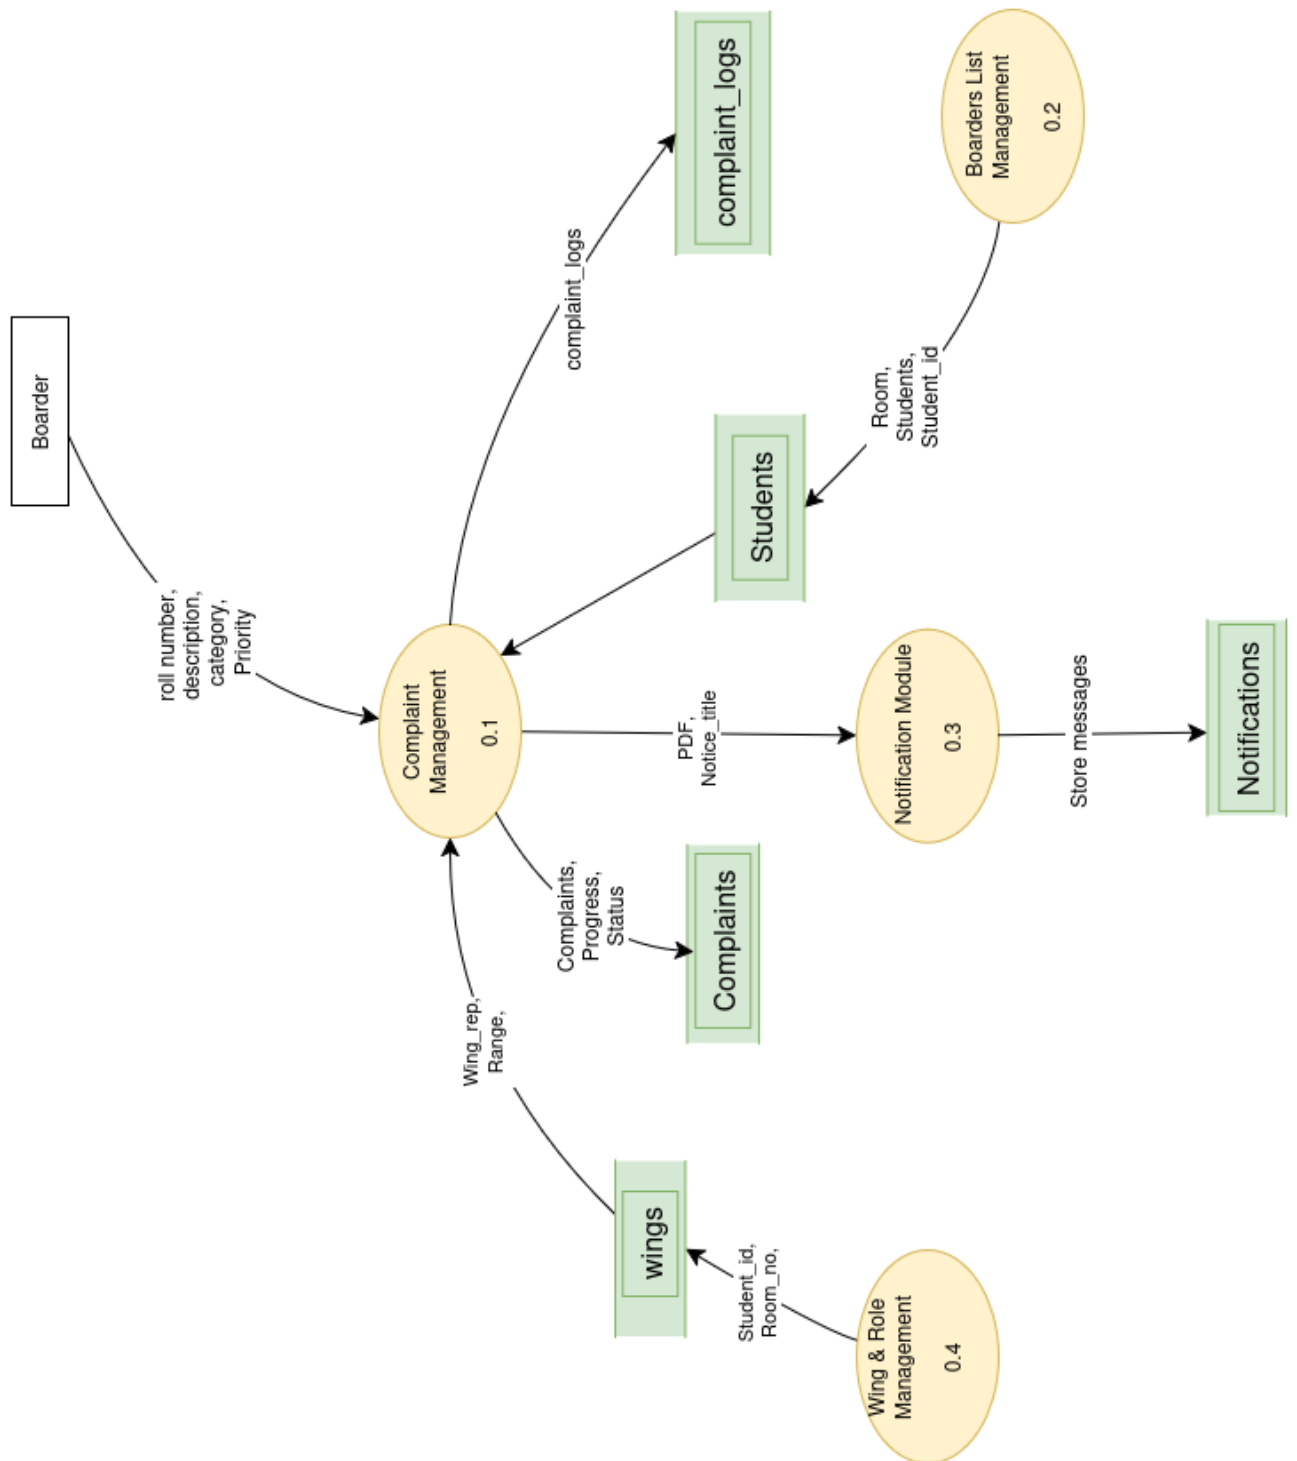 Boarder
roll number,
description,
category,
Priority
Wing & Role
Management
0.4
Student_id,
Room_no,
wings
Wing_rep,
Range,
Complaint
Management
0.1
Complaints,
Progress,
Status
Complaints
PDF,
Notice_title
Notification Module
0.3
Store messages
Notifications
Students
Room,
Students,
Student_id
complaint_logs
complaint_logs
Boarders List
Management
0.2